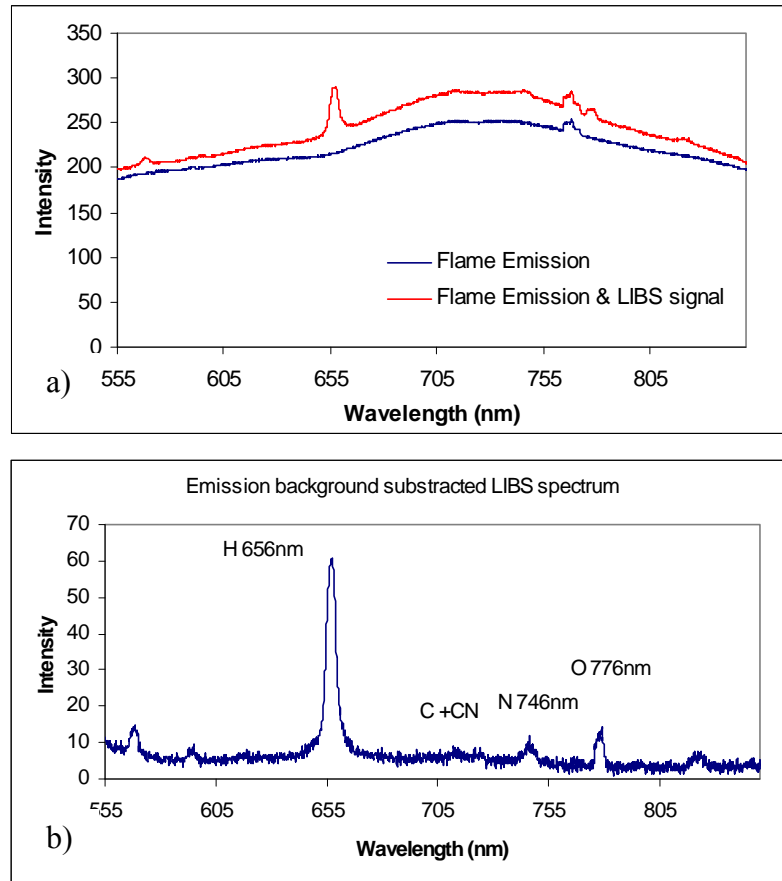 350
300
250
200
150
100
50
0
Intensity
Flame Emission
Flame Emission & LIBS signal
555 605 655 705 755 805
a)
Wavelength (nm)
Emission background substracted LIBS spectrum
70
60
50
40
30
20
10
0
Intensity
H 656nm
C +CN
N 746nm
O 776nm
555 605 655 705 755 805
b)
Wavelength (nm)